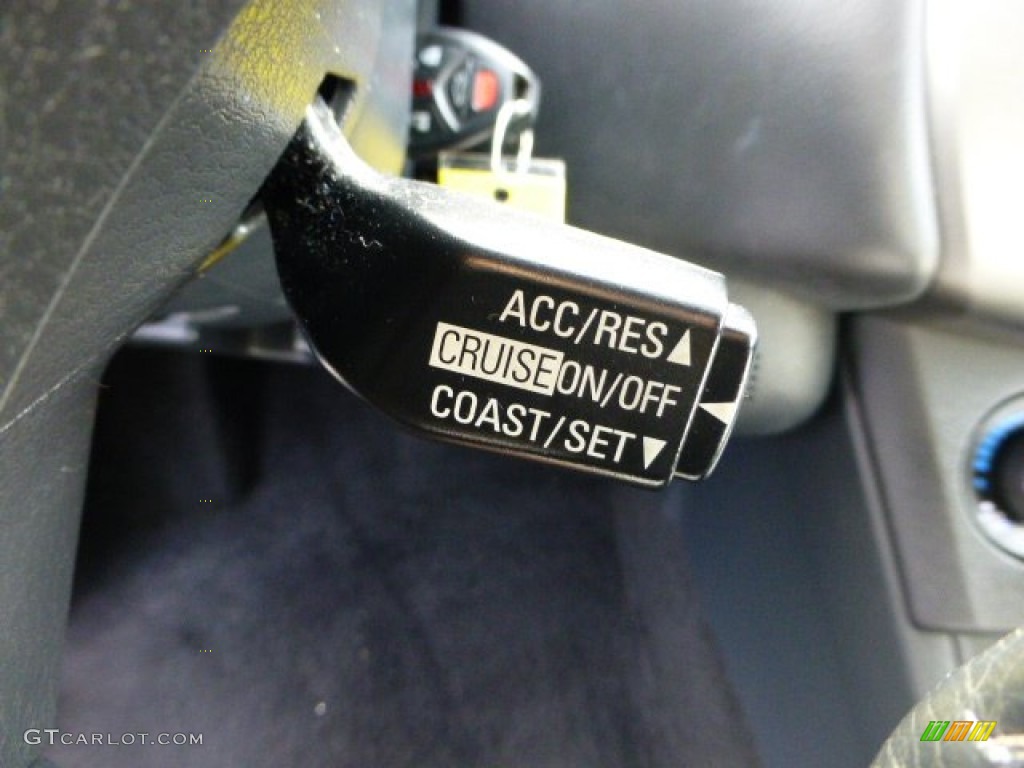 ACC/RES▲
CRUISE ON/OFF
COAST/SET▼
GTCARLOT.COM